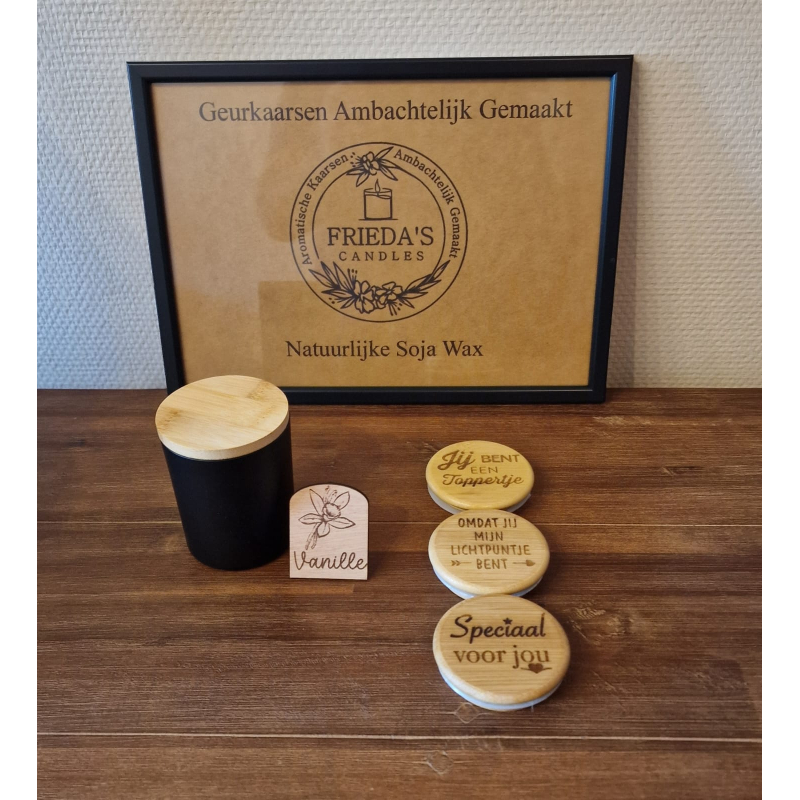 Geurkaarsen Ambachtelijk Gemaakt
Aromatische Kaarsen
Ambachtelijk Gemaakt
FRIEDA'S
CANDLES
Natuurlijke Soja Wax
Vanille
Jij BENT
EEN
Toppertje
OMDAT JIJ
MIJN
LICHTPUNTJE
BENT
Speciaal
voor jou